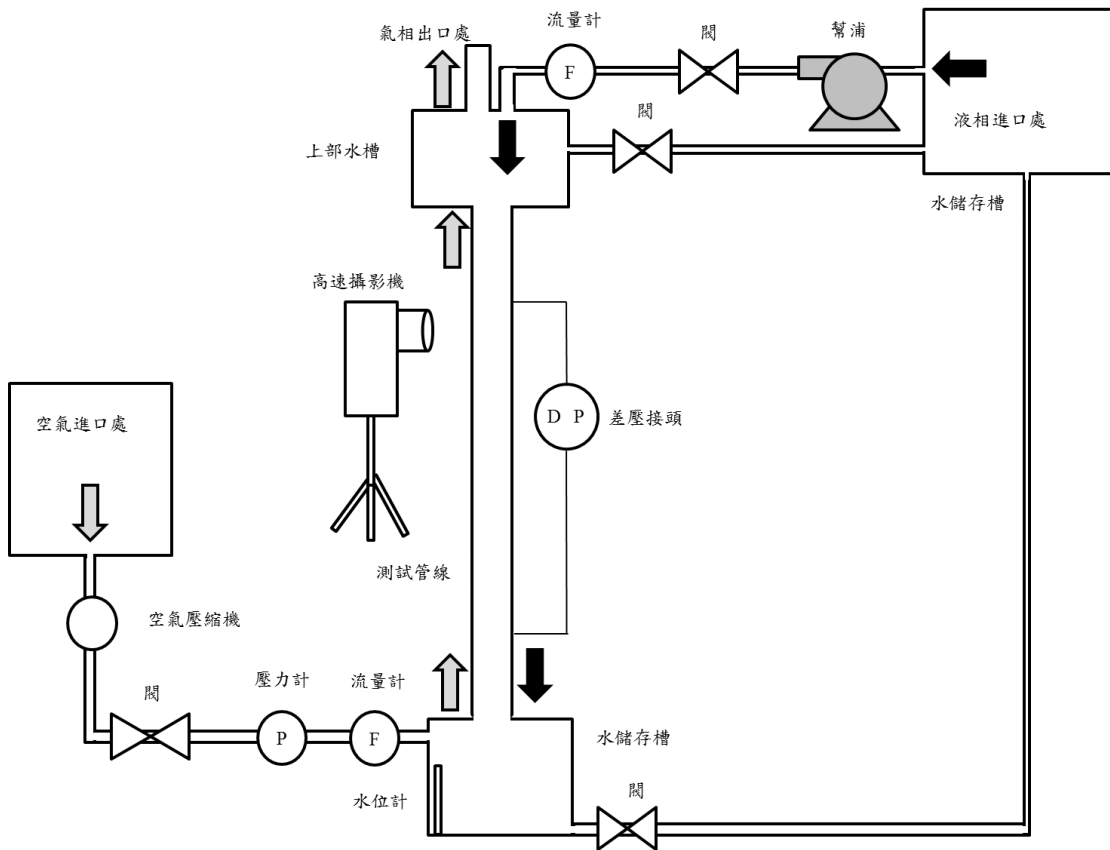 氣相出口處
流量計
閥
幫浦
F
閥
液相進口處
上部水槽
水儲存槽
高速攝影機
D P
差壓接頭
空氣進口處
測試管線
空氣壓縮機
閥
壓力計
流量計
P
F
水儲存槽
水位計
閥